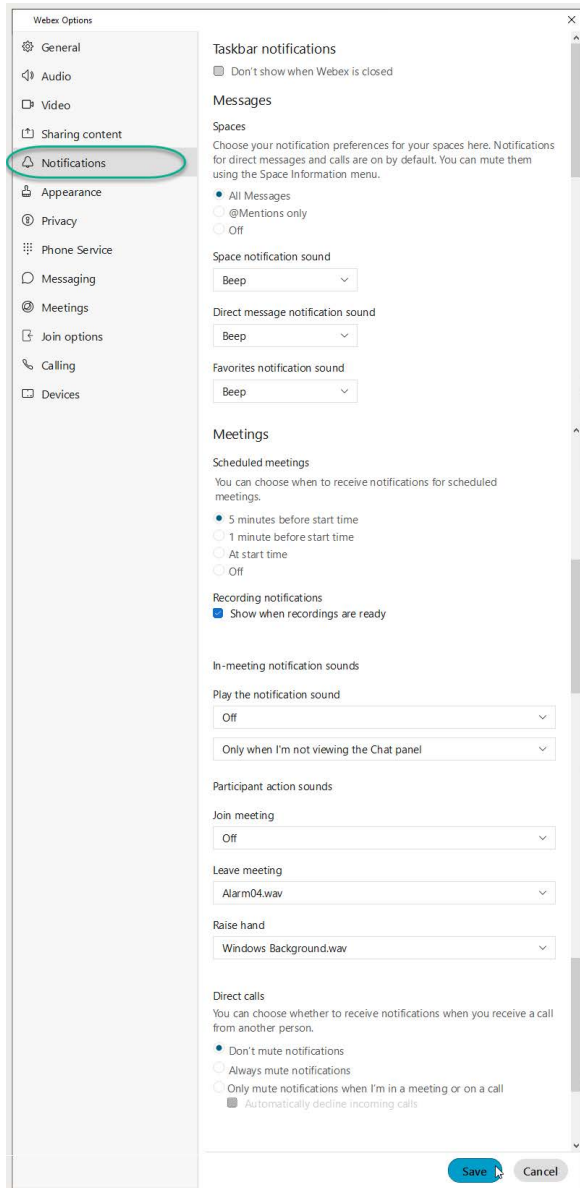 Webex Options
General
Audio
Video
Sharing content
Notifications
Appearance
Privacy
Phone Service
Messaging
Meetings
Join options
Calling
Devices
Taskbar notifications
Don't show when Webex is closed
Messages
Spaces
Choose your notification preferences for your spaces here. Notifications
for direct messages and calls are on by default. You can mute them
using the Space Information menu.
All Messages
@Mentions only
Off
Space notification sound
Beep
Direct message notification sound
Beep
Favorites notification sound
Beep
Meetings
Scheduled meetings
You can choose when to receive notifications for scheduled
meetings.
5 minutes before start time
1 minute before start time
At start time
Off
Recording notifications
Show when recordings are ready
In-meeting notification sounds
Play the notification sound
Off
Only when I'm not viewing the Chat panel
Participant action sounds
Join meeting
Off
Leave meeting
Alarm04.wav
Raise hand
Windows Background.wav
Direct calls
You can choose whether to receive notifications when you receive a call
from another person.
Don't mute notifications
Always mute notifications
Only mute notifications when I'm in a meeting or on a call
Automatically decline incoming calls
Save
Cancel